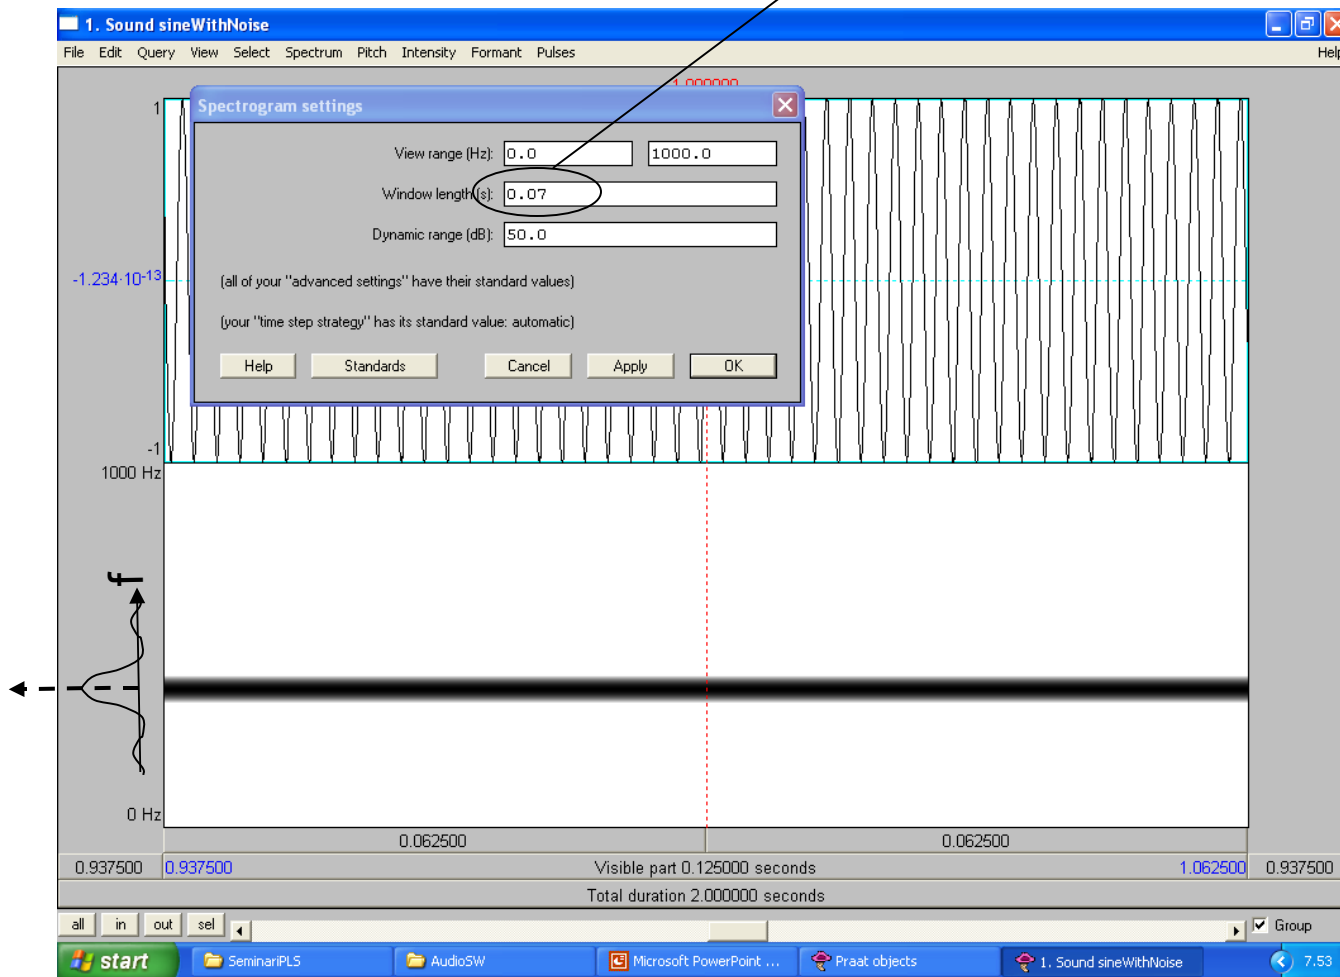 1. Sound sineWithNoise
File Edit Query View Select Spectrum Pitch Intensity Formant Pulses Help
1.000000
1
Spectrogram settings
View range (Hz): 0.0 1000.0
Window length (s): 0.07
Dynamic range (dB): 50.0
-1.234·10-13
(all of your "advanced settings" have their standard values)
(your "time step strategy" has its standard value: automatic)
Help Standards Cancel Apply OK
-1
1000 Hz
f
0 Hz
0.062500 0.062500
0.937500 0.937500 Visible part 0.125000 seconds 1.062500 0.937500
Total duration 2.000000 seconds
all in out sel Group
start SeminariPLS AudioSW Microsoft PowerPoint ... Praat objects 1. Sound sineWithNoise 7.53